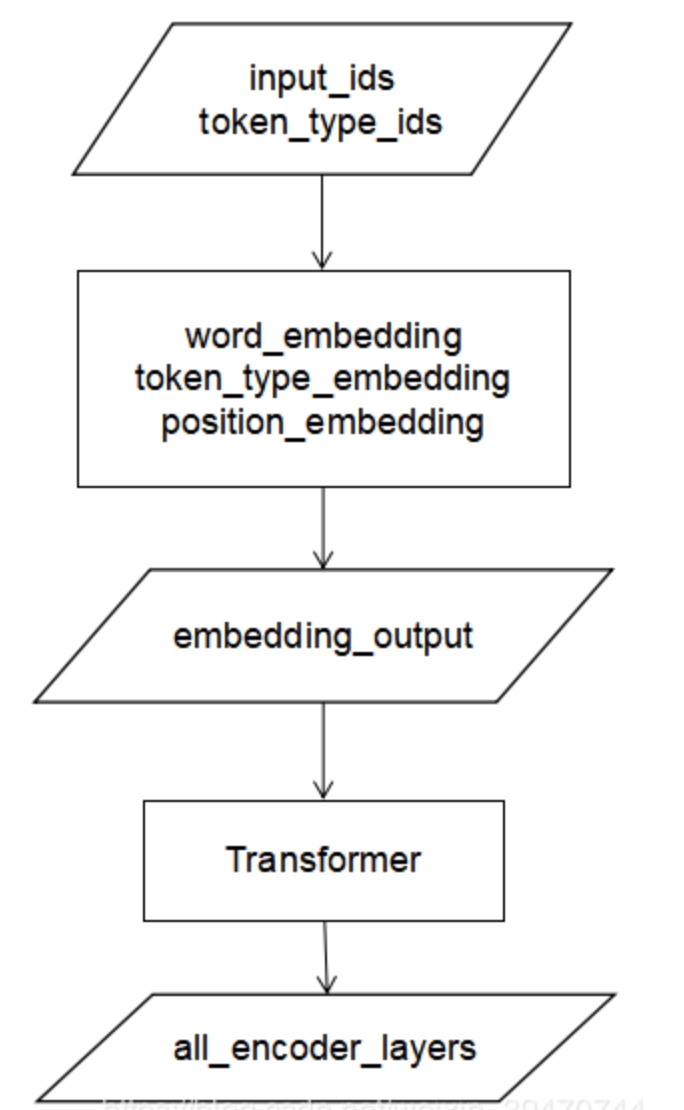 input_ids
token_type_ids
word_embedding
token_type_embedding
position_embedding
embedding_output
Transformer
all_encoder_layers